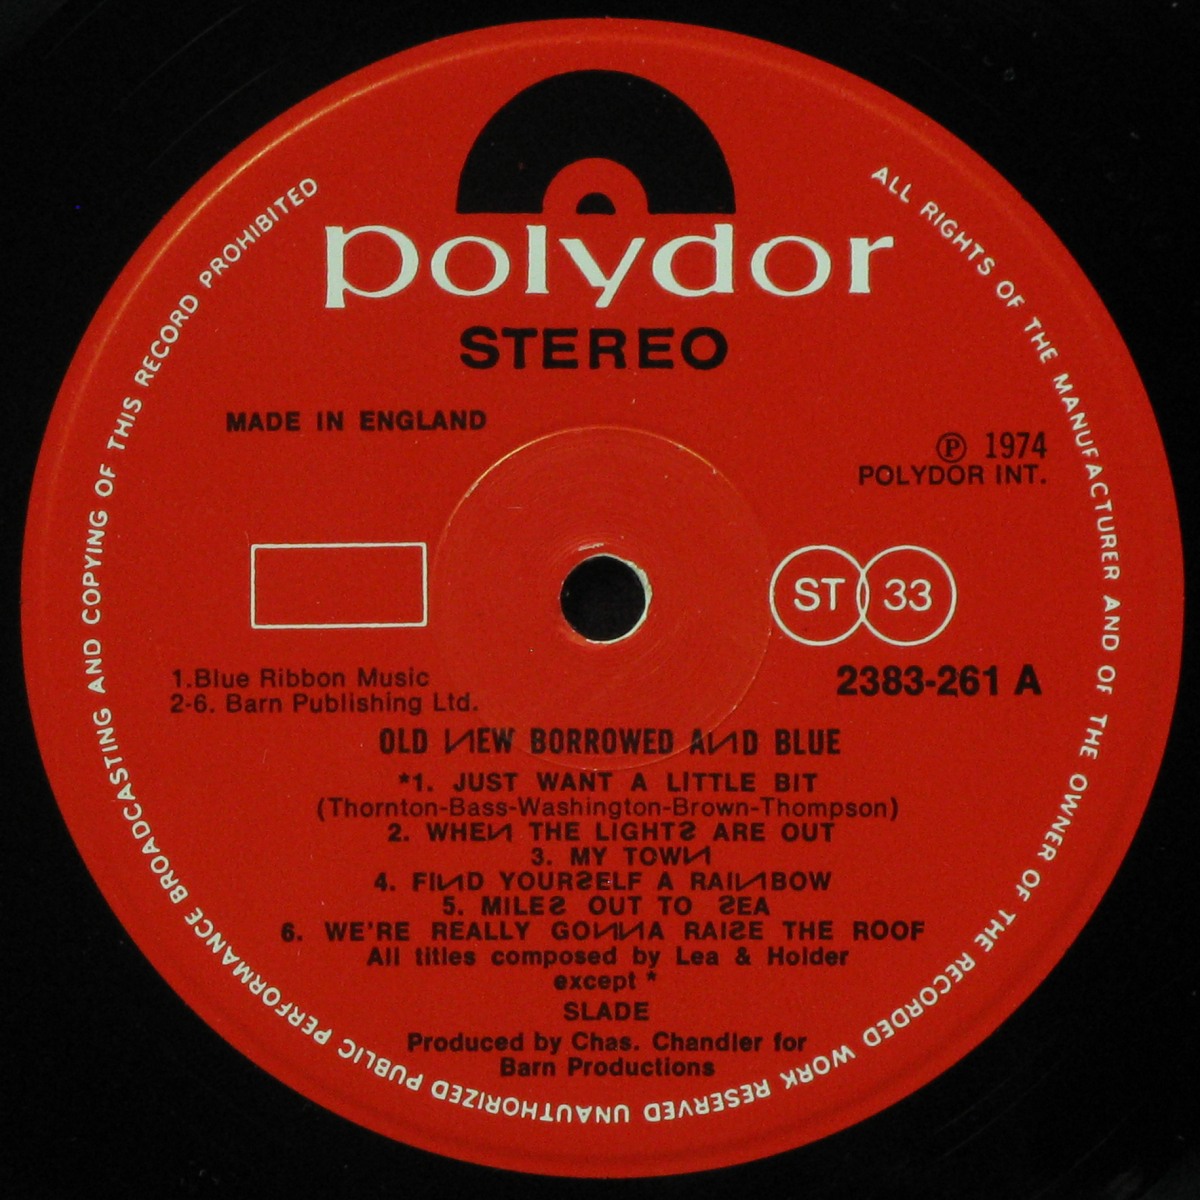 polydor
STEREO
MADE IN ENGLAND
Ⓟ 1974
POLYDOR INT.
ST 33
2383-261 A
1.Blue Ribbon Music
2-6. Barn Publishing Ltd.
OLD ИEW BORROWED AИD BLUE
*1. JUST WANT A LITTLE BIT
(Thornton-Bass-Washington-Brown-Thompson)
2. WHEИ THE LIGHTƧ ARE OUT
3. MY TOWИ
4. FIИD YOURƧELF A RAIИBOW
5. MILEƧ OUT TO ƧEA
6. WE'RE REALLY GOИИA RAIƧE THE ROOF
All titles composed by Lea & Holder
except *
SLADE
Produced by Chas. Chandler for
Barn Productions
ALL RIGHTS OF THE MANUFACTURER AND OF THE OWNER OF THE RECORDED WORK RESERVED UNAUTHORIZED PUBLIC PERFORMANCE BROADCASTING AND COPYING OF THIS RECORD PROHIBITED